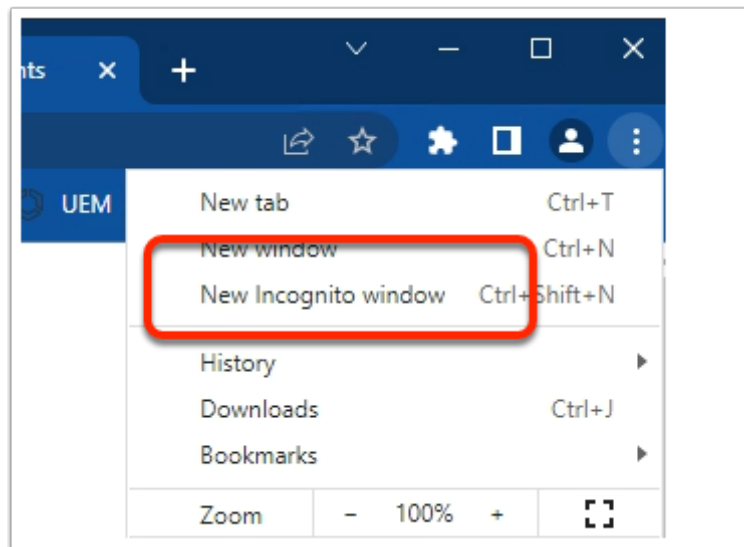 nts
UEM
New tab Ctrl+T
New window Ctrl+N
New Incognito window Ctrl+Shift+N
History
Downloads Ctrl+J
Bookmarks
Zoom - 100% +